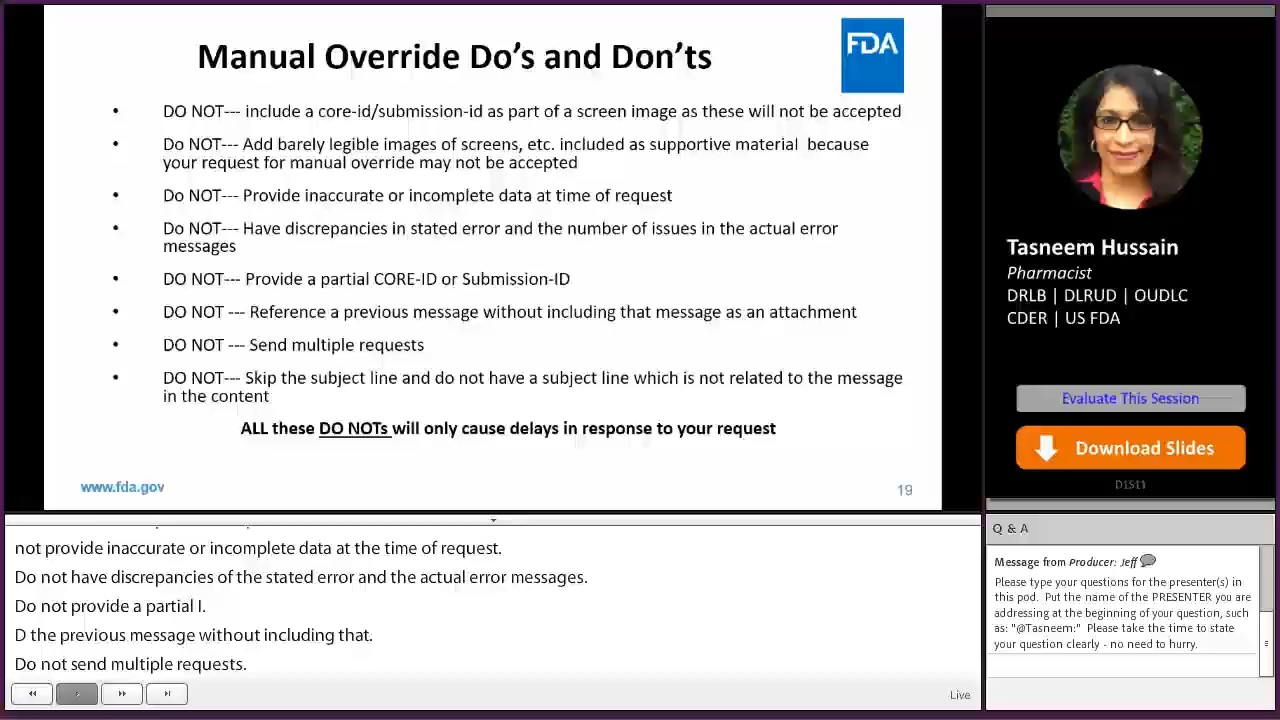 Manual Override Do's and Don'ts
FDA
• DO NOT--- include a core-id/submission-id as part of a screen image as these will not be accepted
• Do NOT--- Add barely legible images of screens, etc. included as supportive material because
your request for manual override may not be accepted
• Do NOT--- Provide inaccurate or incomplete data at time of request
• Do NOT--- Have discrepancies in stated error and the number of issues in the actual error
messages
• DO NOT--- Provide a partial CORE-ID or Submission-ID
• DO NOT --- Reference a previous message without including that message as an attachment
• DO NOT --- Send multiple requests
• DO NOT--- Skip the subject line and do not have a subject line which is not related to the message
in the content
ALL these DO NOTs will only cause delays in response to your request
www.fda.gov
19
Tasneem Hussain
Pharmacist
DRLB | DLRUD | OUDLC
CDER | US FDA
Evaluate This Session
Download Slides
D1S11
not provide inaccurate or incomplete data at the time of request.
Do not have discrepancies of the stated error and the actual error messages.
Do not provide a partial I.
D the previous message without including that.
Do not send multiple requests.
Live
Q & A
Message from Producer: Jeff
Please type your questions for the presenter(s) in
this pod. Put the name of the PRESENTER you are
addressing at the beginning of your question, such
as: "@Tasneem:" Please take the time to state
your question clearly - no need to hurry.